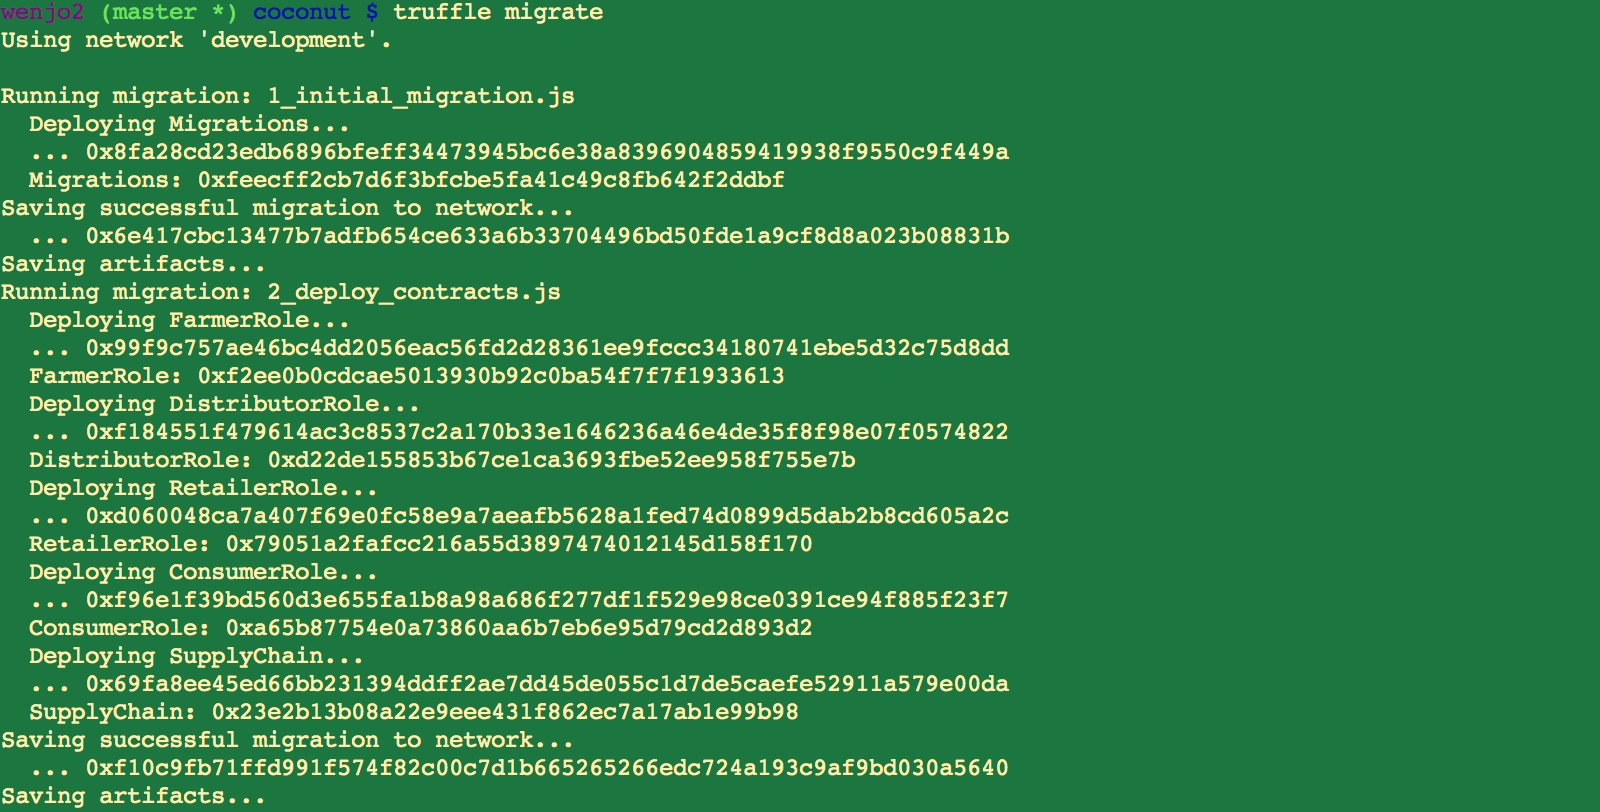 wenjo2 (master *) coconut $ truffle migrate
Using network 'development'.
Running migration: 1_initial_migration.js
Deploying Migrations...
... 0x8fa28cd23edb6896bfeff34473945bc6e38a8396904859419938f9550c9f449a
Migrations: 0xfeecff2cb7d6f3bfcbe5fa41c49c8fb642f2ddbf
Saving successful migration to network...
... 0x6e417cbc13477b7adfb654ce633a6b33704496bd50fde1a9cf8d8a023b08831b
Saving artifacts...
Running migration: 2_deploy_contracts.js
Deploying FarmerRole...
... 0x99f9c757ae46bc4dd2056eac56fd2d28361ee9fccc34180741ebe5d32c75d8dd
FarmerRole: 0xf2ee0b0cdcae5013930b92c0ba54f7f7f1933613
Deploying DistributorRole...
... 0xf184551f479614ac3c8537c2a170b33e1646236a46e4de35f8f98e07f0574822
DistributorRole: 0xd22de155853b67ce1ca3693fbe52ee958f755e7b
Deploying RetailerRole...
... 0xd060048ca7a407f69e0fc58e9a7aeafb5628a1fed74d0899d5dab2b8cd605a2c
RetailerRole: 0x79051a2fafcc216a55d3897474012145d158f170
Deploying ConsumerRole...
... 0xf96e1f39bd560d3e655fa1b8a98a686f277df1f529e98ce0391ce94f885f23f7
ConsumerRole: 0xa65b87754e0a73860aa6b7eb6e95d79cd2d893d2
Deploying SupplyChain...
... 0x69fa8ee45ed66bb231394ddff2ae7dd45de055c1d7de5caefe52911a579e00da
SupplyChain: 0x23e2b13b08a22e9eee431f862ec7a17ab1e99b98
Saving successful migration to network...
... 0xf10c9fb71ffd991f574f82c00c7d1b665265266edc724a193c9af9bd030a5640
Saving artifacts...